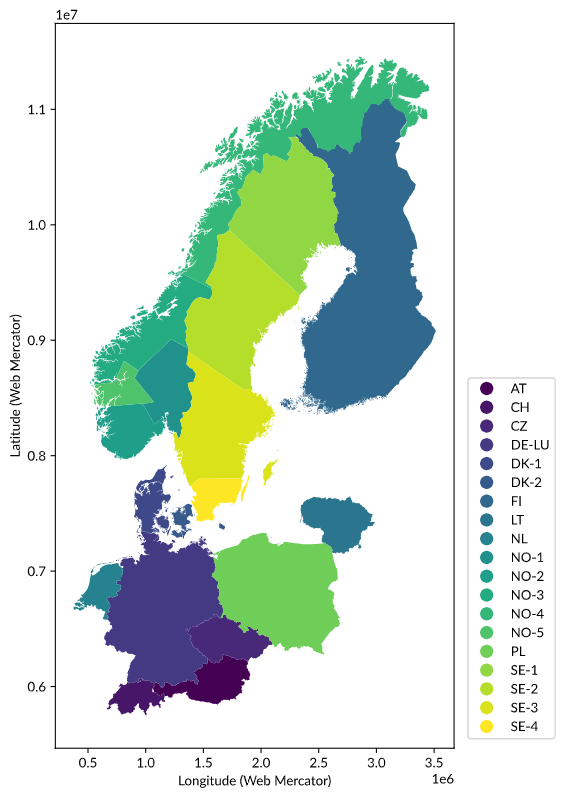 1e7
1.1
1.0
0.9
0.8
0.7
0.6
Latitude (Web Mercator)
0.5 1.0 1.5 2.0 2.5 3.0 3.5
Longitude (Web Mercator)
1e6
AT
CH
CZ
DE-LU
DK-1
DK-2
FI
LT
NL
NO-1
NO-2
NO-3
NO-4
NO-5
PL
SE-1
SE-2
SE-3
SE-4